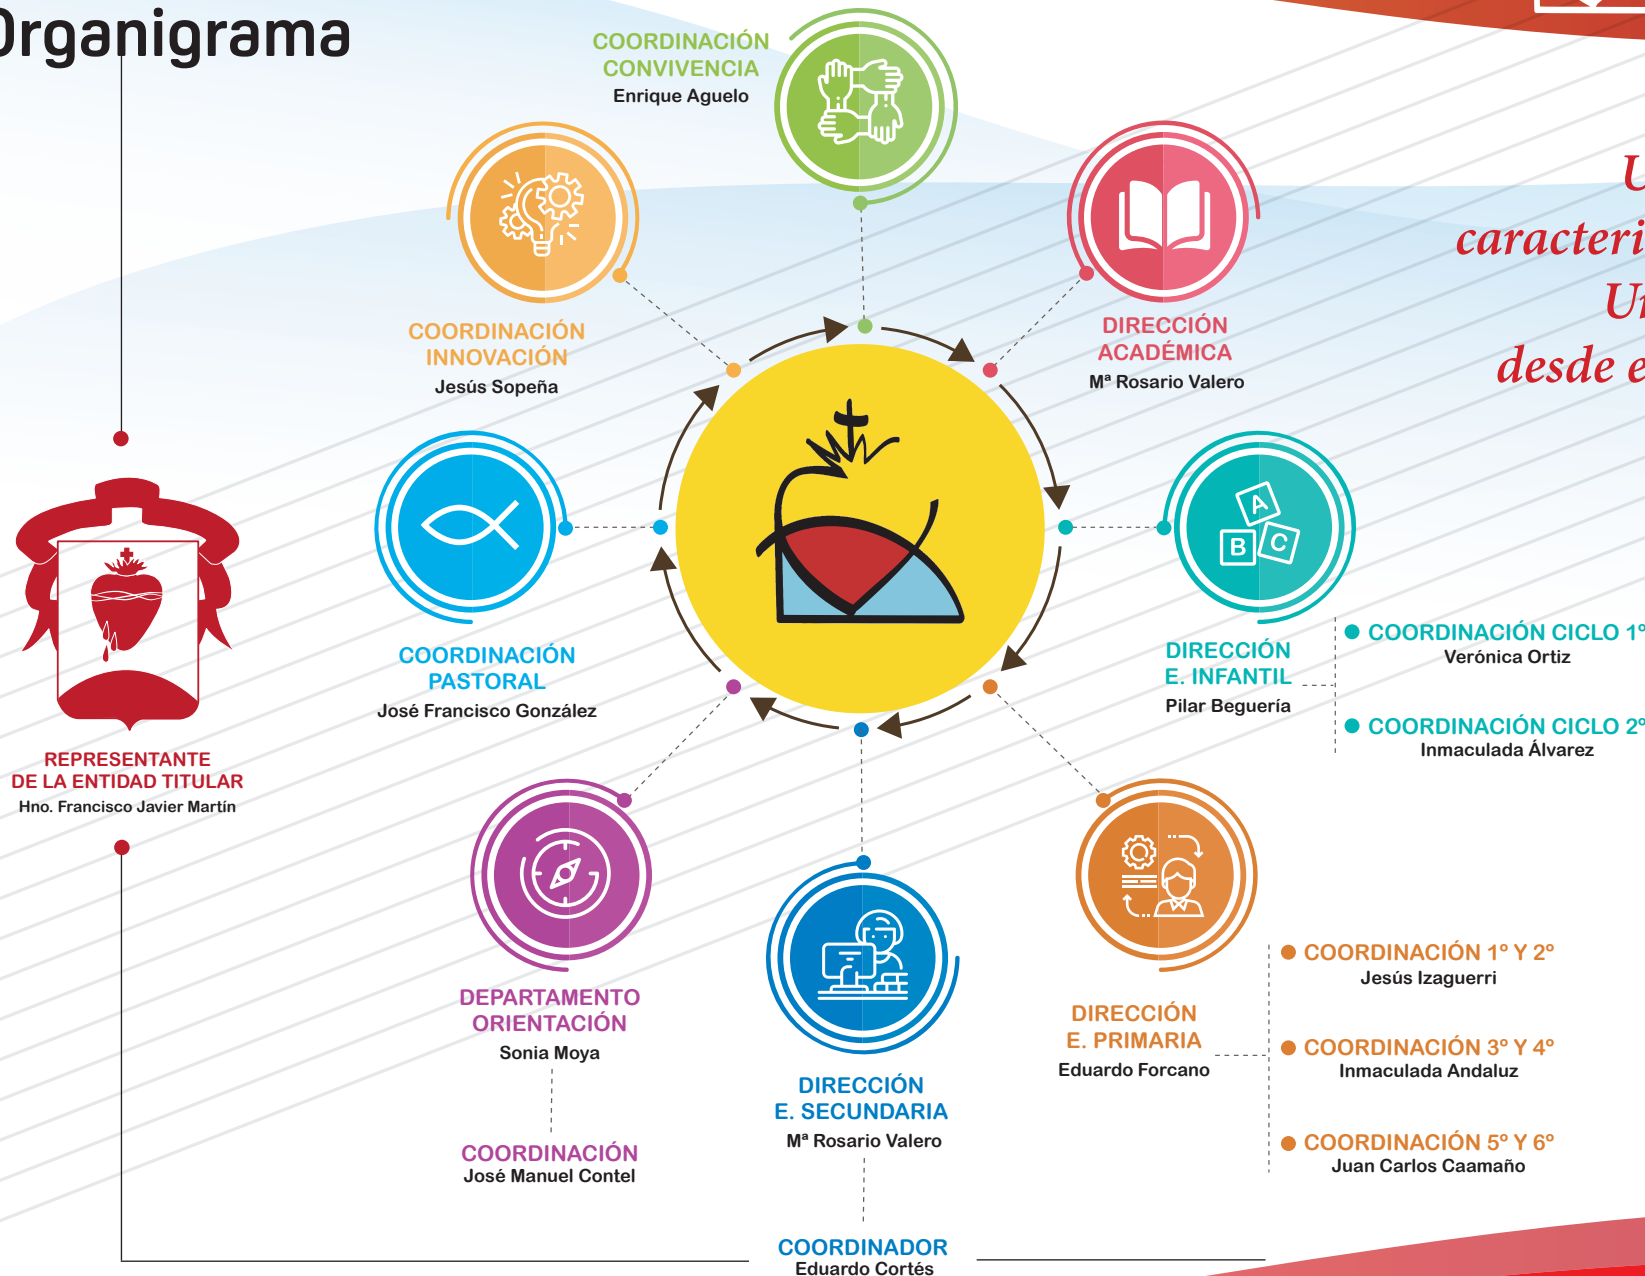 Organigrama
COORDINACIÓN
CONVIVENCIA
Enrique Aguelo
COORDINACIÓN
INNOVACIÓN
Jesús Sopeña
DIRECCIÓN
ACADÉMICA
Mª Rosario Valero
U
caracteri
Un
desde e
COORDINACIÓN
PASTORAL
José Francisco González
A
B C
DIRECCIÓN
E. INFANTIL
Pilar Beguería
COORDINACIÓN CICLO 1º
Verónica Ortiz
COORDINACIÓN CICLO 2º
Inmaculada Álvarez
REPRESENTANTE
DE LA ENTIDAD TITULAR
Hno. Francisco Javier Martín
DEPARTAMENTO
ORIENTACIÓN
Sonia Moya
COORDINACIÓN
José Manuel Contel
DIRECCIÓN
E. SECUNDARIA
Mª Rosario Valero
COORDINADOR
Eduardo Cortés
DIRECCIÓN
E. PRIMARIA
Eduardo Forcano
COORDINACIÓN 1º Y 2º
Jesús Izaguerri
COORDINACIÓN 3º Y 4º
Inmaculada Andaluz
COORDINACIÓN 5º Y 6º
Juan Carlos Caamaño